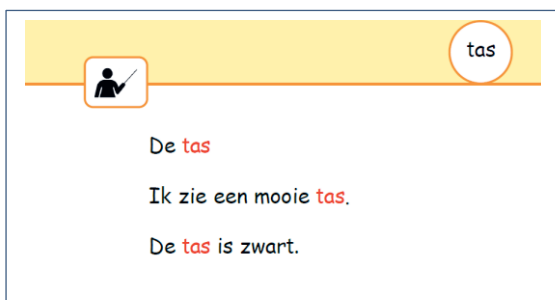 tas
De tas
Ik zie een mooie tas.
De tas is zwart.